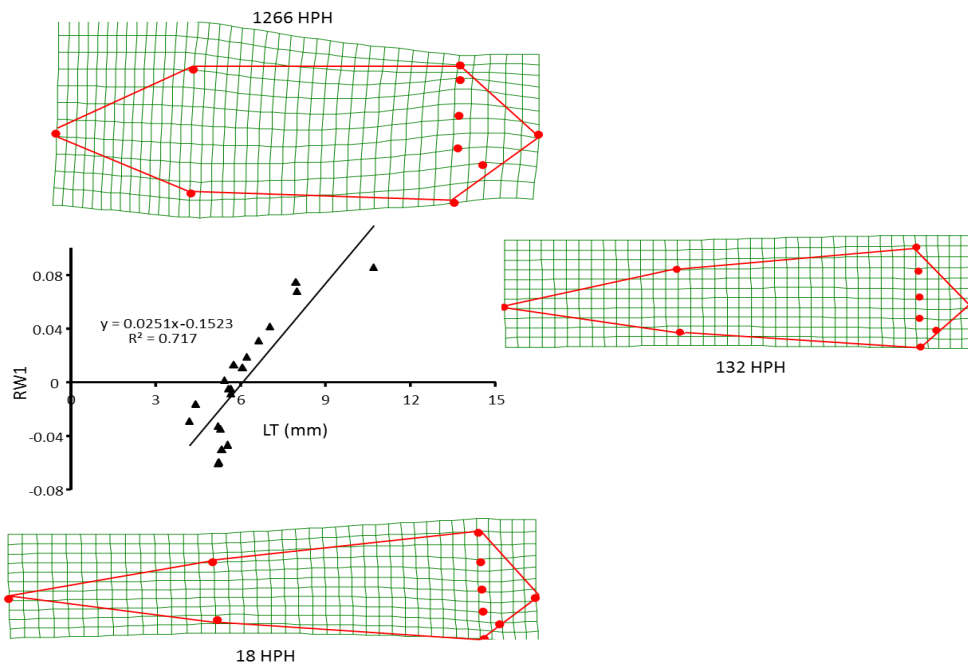 1266 HPH
0.08
0.04
0
-0.04
-0.08
RW1
y = 0.0251x-0.1523
R² = 0.717
0 3 6 9 12 15
LT (mm)
132 HPH
18 HPH